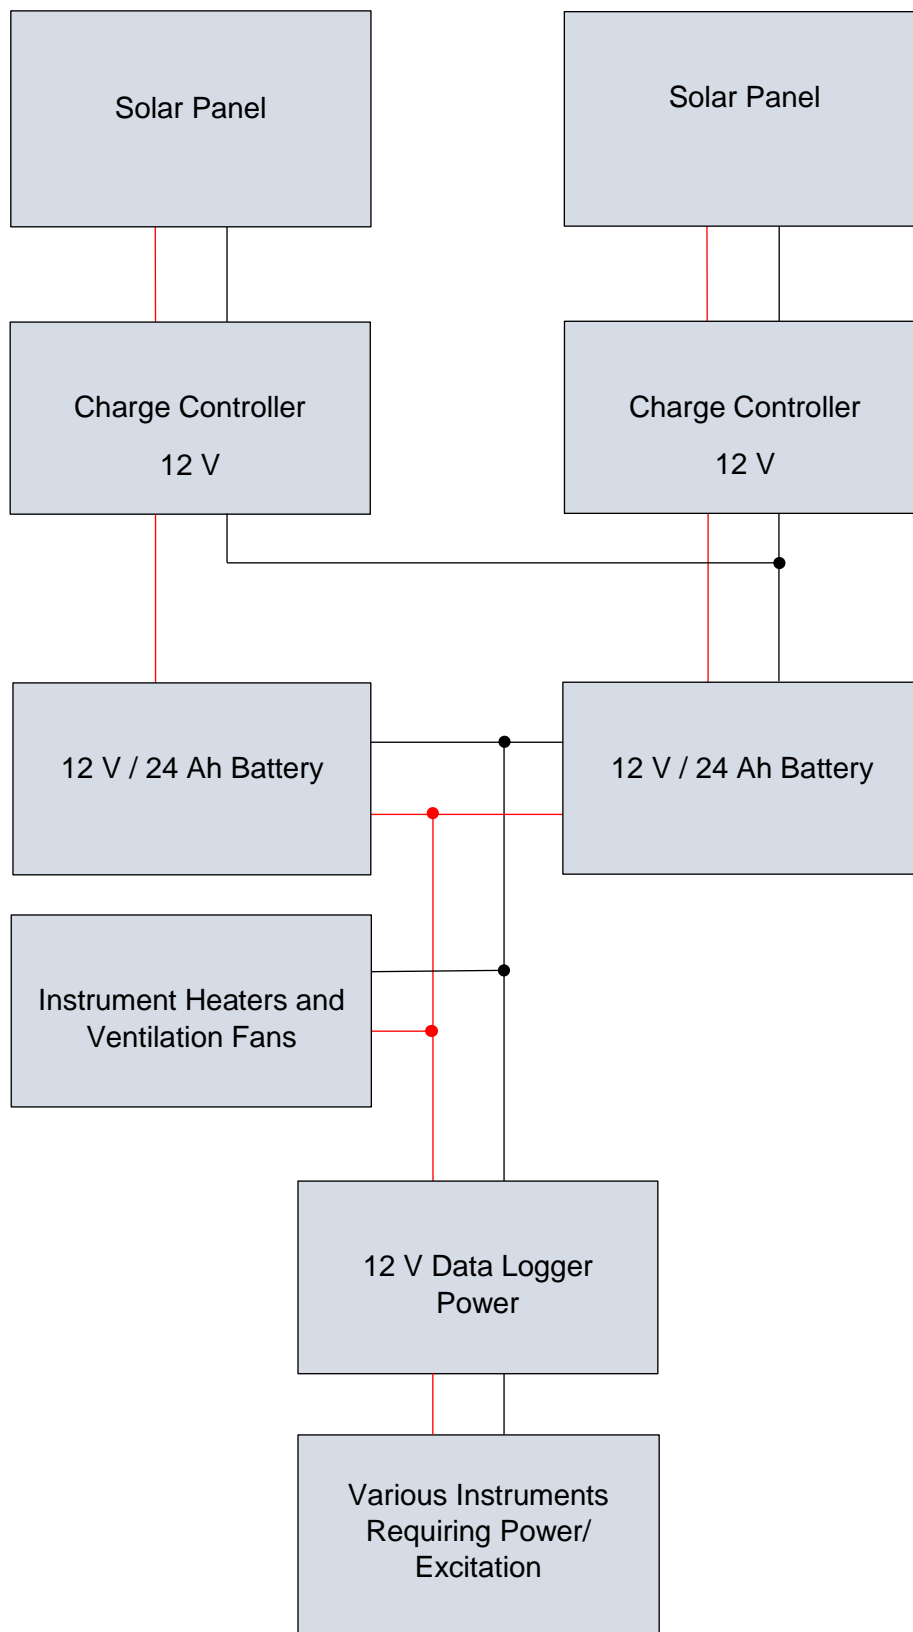 Solar Panel
Solar Panel
Charge Controller
12 V
Charge Controller
12 V
12 V / 24 Ah Battery
12 V / 24 Ah Battery
Instrument Heaters and
Ventilation Fans
12 V Data Logger
Power
Various Instruments
Requiring Power/
Excitation